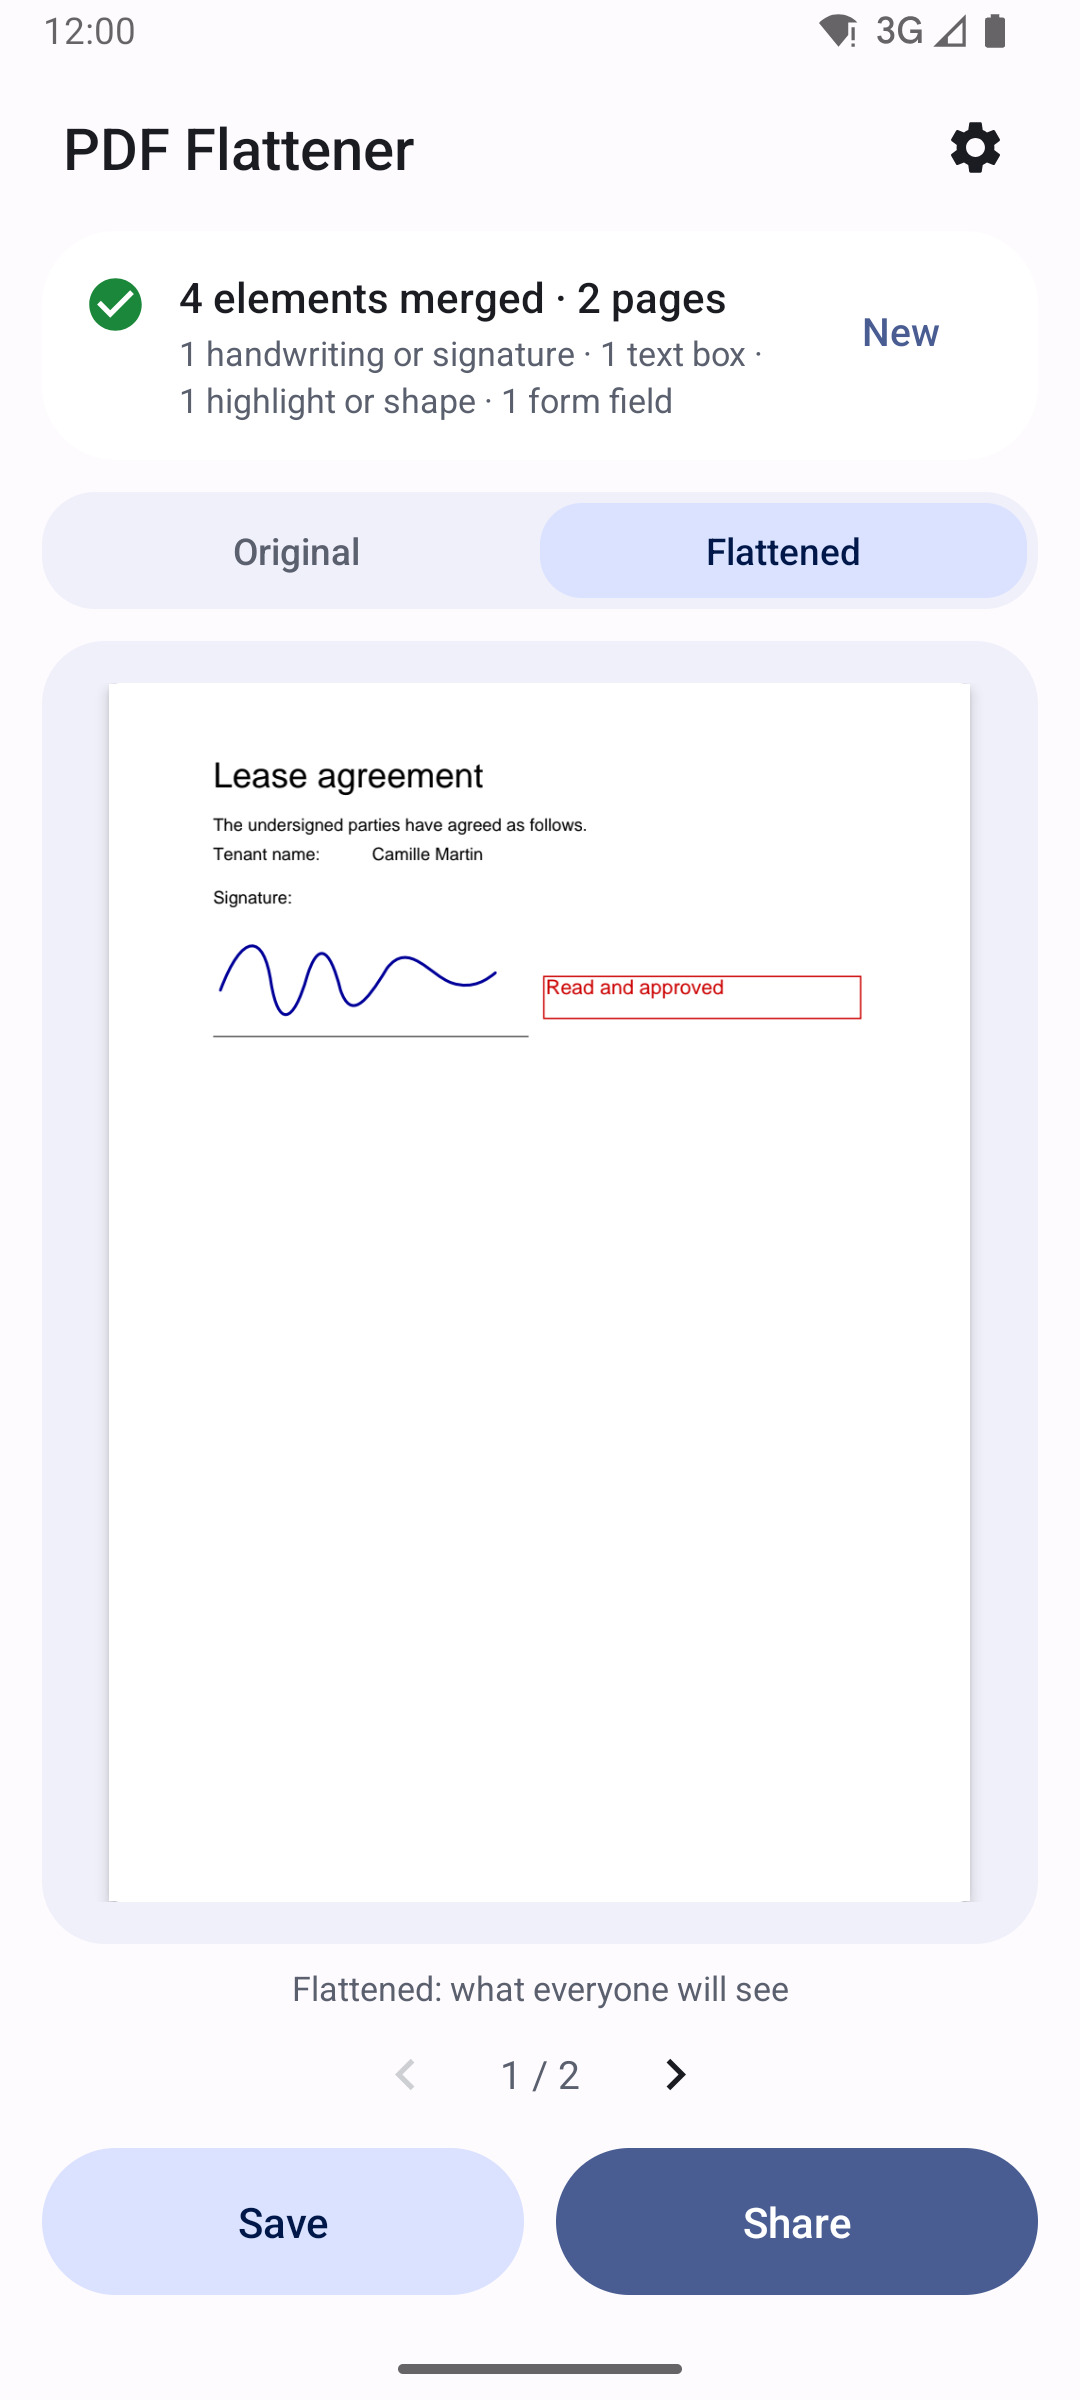 12:00
3G
PDF Flattener
4 elements merged · 2 pages
1 handwriting or signature · 1 text box ·
1 highlight or shape · 1 form field
New
Original
Flattened
Lease agreement
The undersigned parties have agreed as follows.
Tenant name: Camille Martin
Signature:
Read and approved
Flattened: what everyone will see
1 / 2
Save
Share